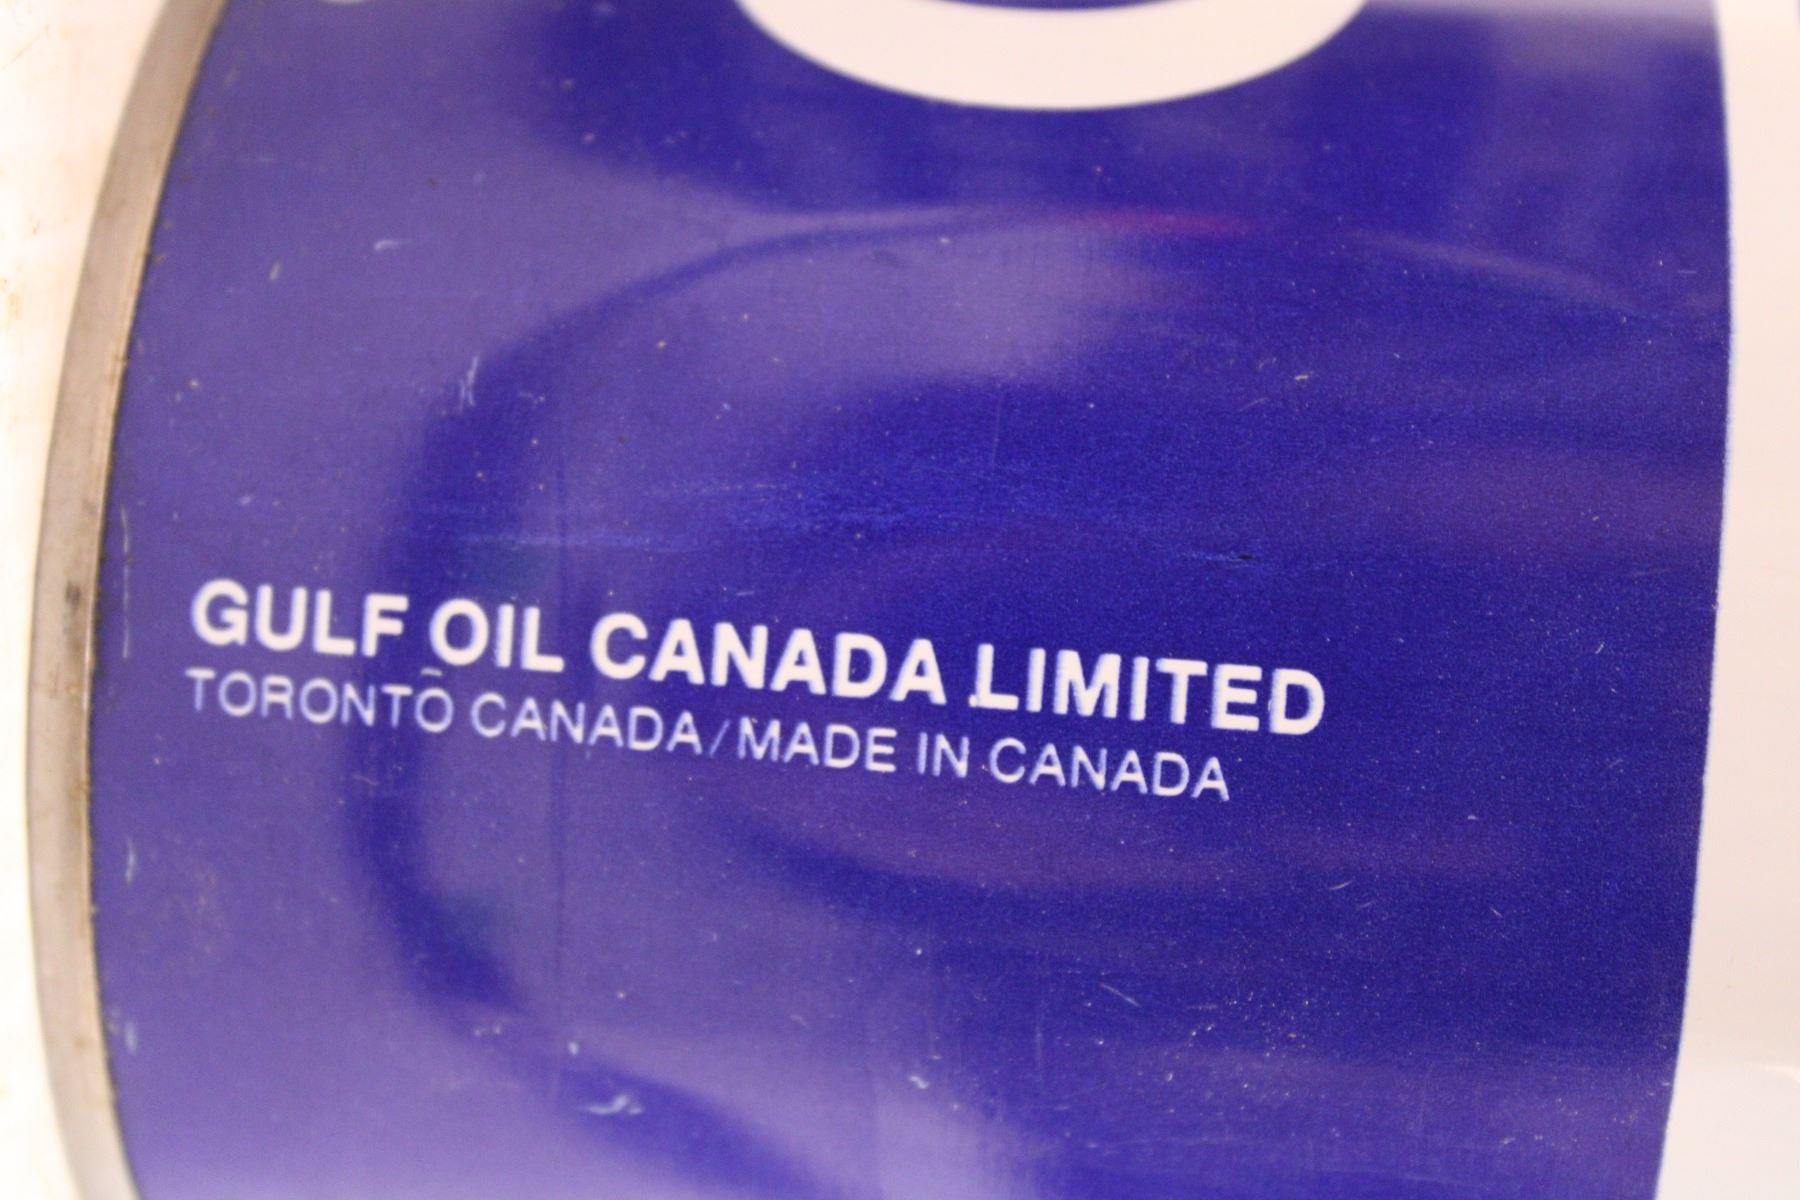 GULF OIL CANADA LIMITED
TORONTO CANADA/MADE IN CANADA